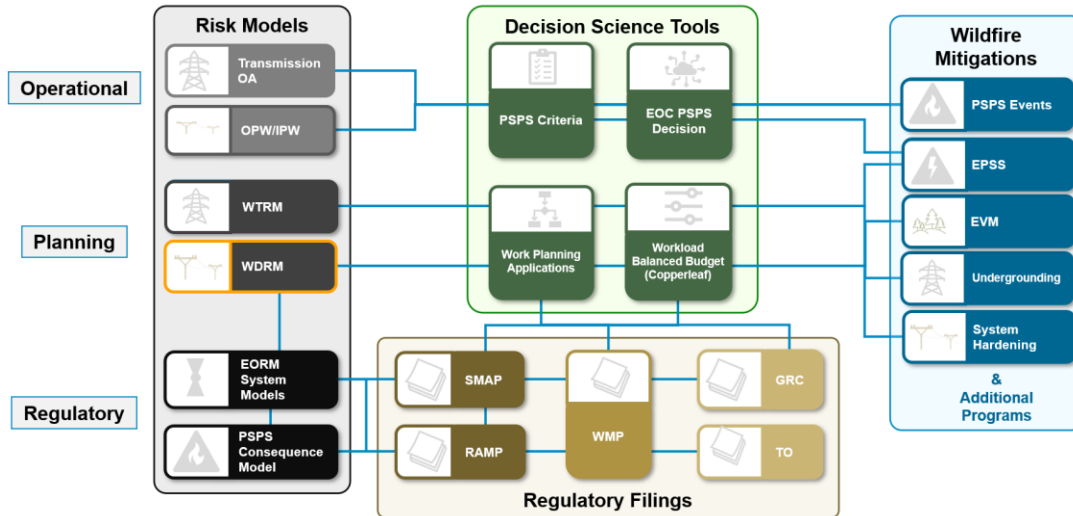 Risk Models
Decision Science Tools
Wildfire
Mitigations
Operational
Transmission
OA
OPW/IPW
PSPS Criteria
EOC PSPS
Decision
PSPS Events
EPSS
Planning
WTRM
WDRM
Work Planning
Applications
Workload
Balanced Budget
(Copperleaf)
EVM
Undergrounding
System
Hardening
&
Additional
Programs
Regulatory
EORM
System
Models
PSPS
Consequence
Model
SMAP
RAMP
WMP
GRC
TO
Regulatory Filings